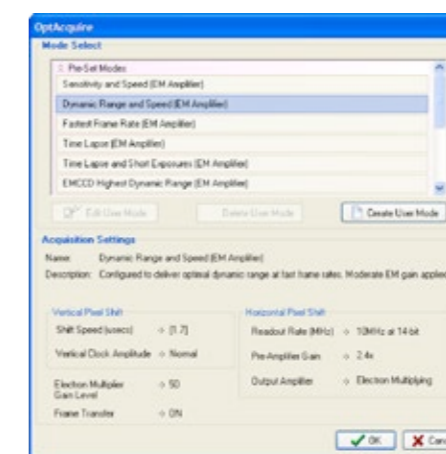 OptAcquire
Mode Select
Pre-Set Modes
Sensitivity and Speed (EM Amplifier)
Dynamic Range and Speed (EM Amplifier)
Fastest Frame Rate (EM Amplifier)
Time Lapse (EM Amplifier)
Time Lapse and Short Exposures (EM Amplifier)
EMCCD Highest Dynamic Range (EM Amplifier)
Edit User Mode Delete User Mode Create User Mode
Acquisition Settings
Name: Dynamic Range and Speed (EM Amplifier)
Description: Configured to deliver optimal dynamic range at fast frame rates. Moderate EM gain applied
Vertical Pixel Shift Horizontal Pixel Shift
Shift Speed (usecs) [1.7] Readout Rate (MHz) 10MHz at 14-bit
Vertical Clock Amplitude Normal Pre-Amplifier Gain 2.4x
Output Amplifier Electron Multiplying
Electron Multiplier Gain Level 50
Frame Transfer ON
OK Canc